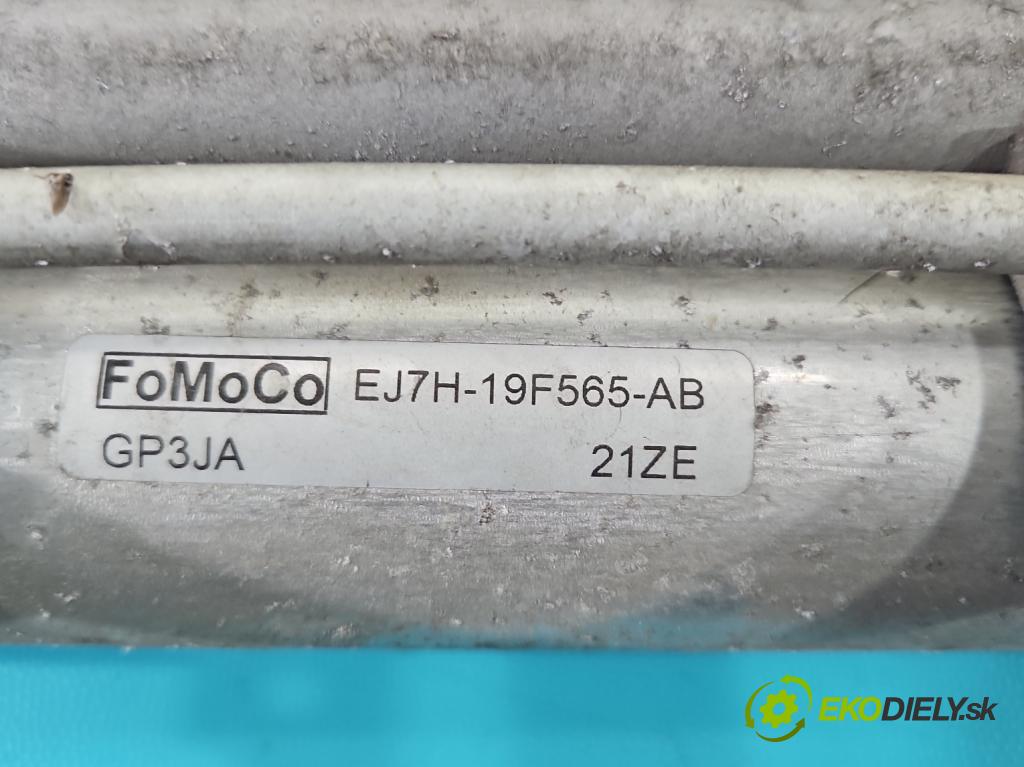 FoMoCo EJ7H-19F565-AB
GP3JA 21ZE
EKODIELY.sk